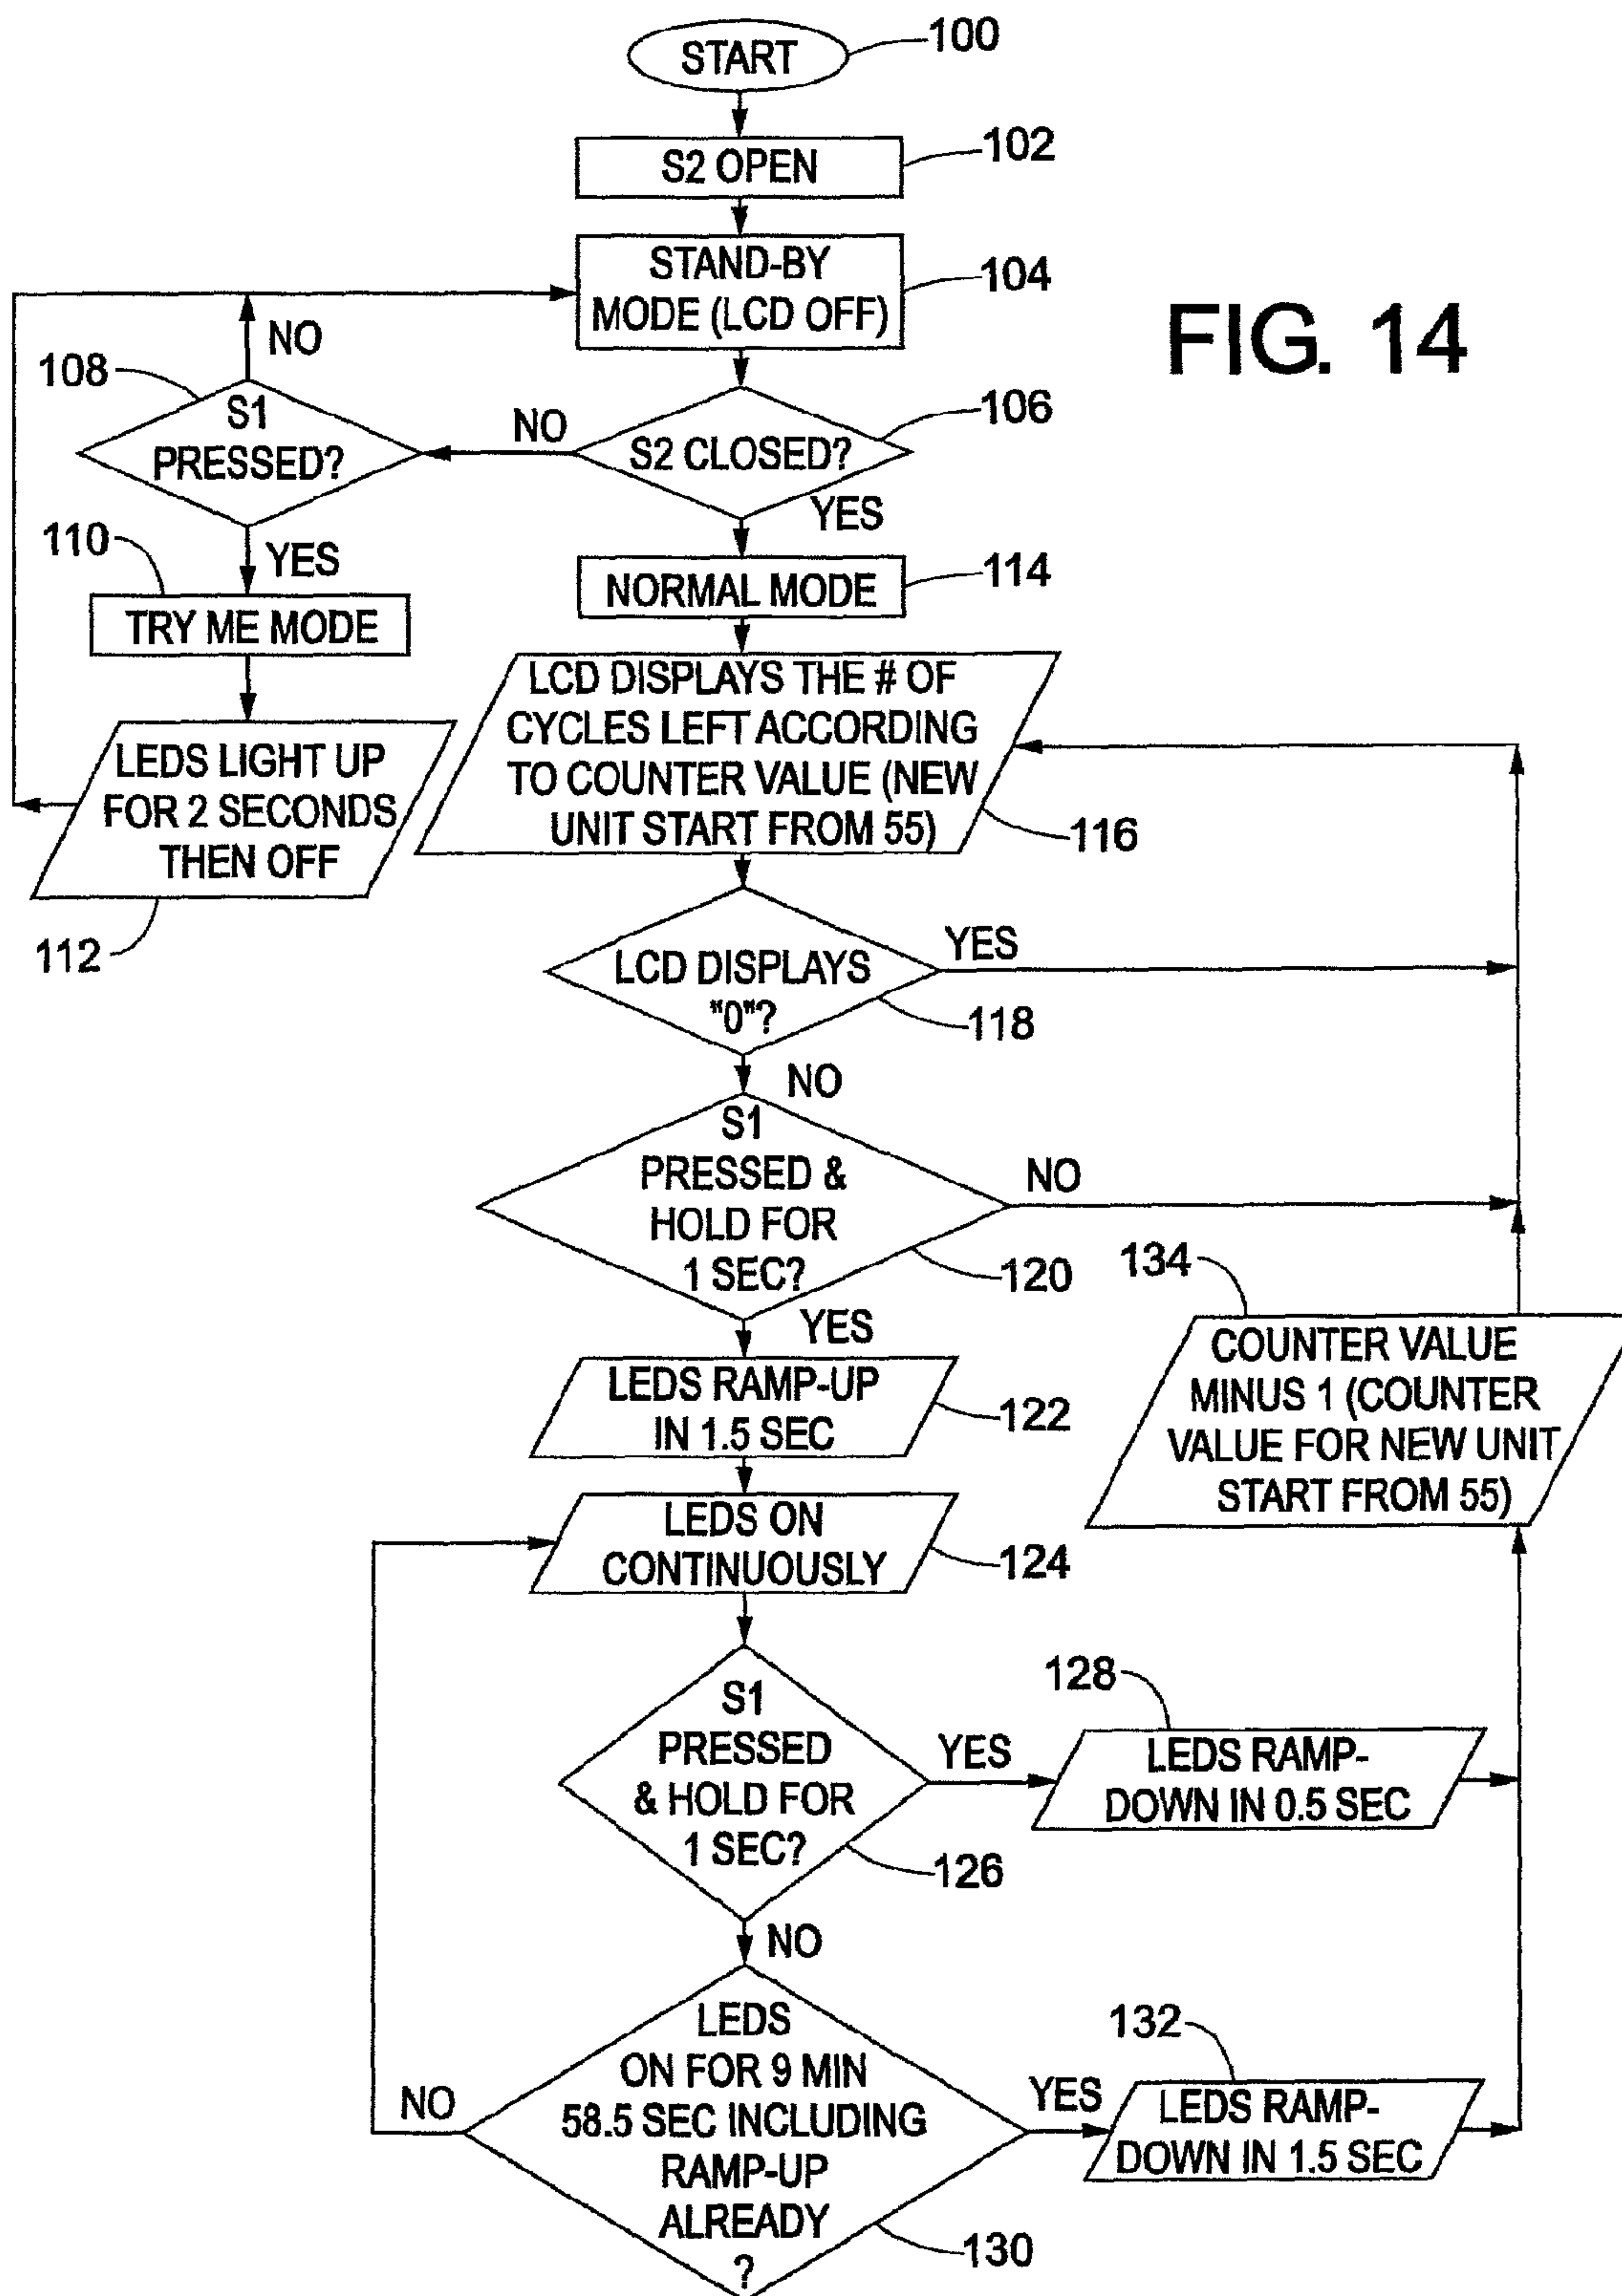 START
100
S2 OPEN
102
STAND-BY
MODE (LCD OFF)
104
FIG. 14
NO
108
S1
PRESSED?
NO
S2 CLOSED?
106
YES
110
YES
TRY ME MODE
NORMAL MODE
114
LEDS LIGHT UP
FOR 2 SECONDS
THEN OFF
112
LCD DISPLAYS THE # OF
CYCLES LEFT ACCORDING
TO COUNTER VALUE (NEW
UNIT START FROM 55)
116
LCD DISPLAYS
"0"?
YES
118
NO
S1
PRESSED &
HOLD FOR
1 SEC?
NO
120
YES
134
COUNTER VALUE
MINUS 1 (COUNTER
VALUE FOR NEW UNIT
START FROM 55)
LEDS RAMP-UP
IN 1.5 SEC
122
LEDS ON
CONTINUOUSLY
124
S1
PRESSED
& HOLD FOR
1 SEC?
126
YES
128
LEDS RAMP-
DOWN IN 0.5 SEC
NO
LEDS
ON FOR 9 MIN
58.5 SEC INCLUDING
RAMP-UP
ALREADY
?
130
NO
YES
132
LEDS RAMP-
DOWN IN 1.5 SEC